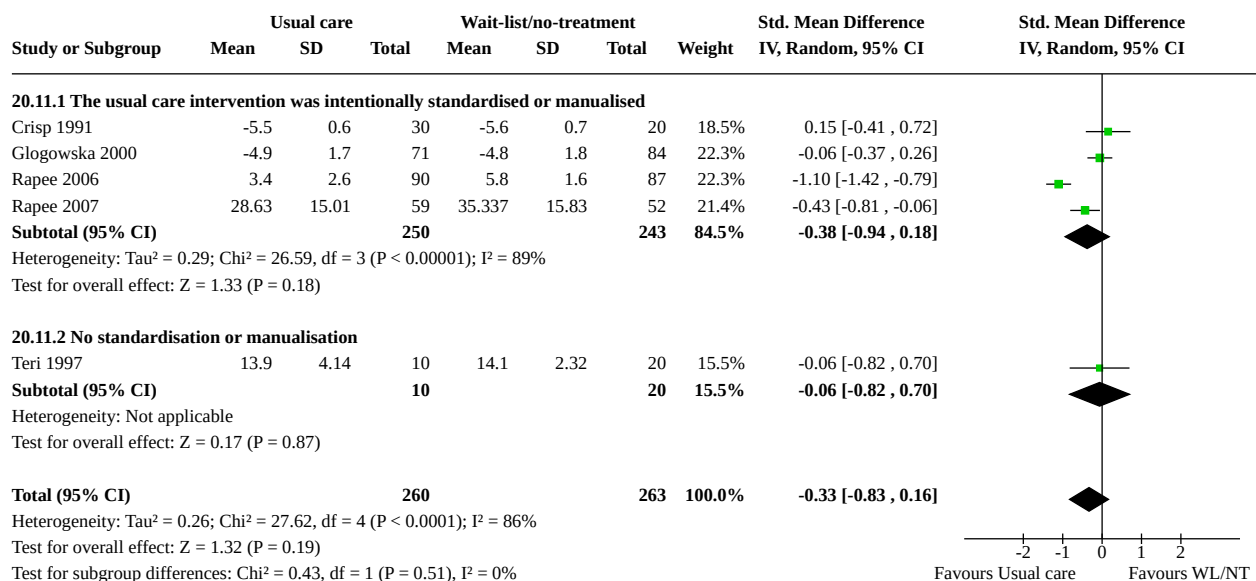 Usual care Wait-list/no-treatment Std. Mean Difference Std. Mean Difference
Study or Subgroup Mean SD Total Mean SD Total Weight IV, Random, 95% CI IV, Random, 95% CI
20.11.1 The usual care intervention was intentionally standardised or manualised
Crisp 1991 -5.5 0.6 30 -5.6 0.7 20 18.5% 0.15 [-0.41 , 0.72]
Glogowska 2000 -4.9 1.7 71 -4.8 1.8 84 22.3% -0.06 [-0.37 , 0.26]
Rapee 2006 3.4 2.6 90 5.8 1.6 87 22.3% -1.10 [-1.42 , -0.79]
Rapee 2007 28.63 15.01 59 35.337 15.83 52 21.4% -0.43 [-0.81 , -0.06]
Subtotal (95% CI) 250 243 84.5% -0.38 [-0.94 , 0.18]
Heterogeneity: Tau² = 0.29; Chi² = 26.59, df = 3 (P < 0.00001); I² = 89%
Test for overall effect: Z = 1.33 (P = 0.18)
20.11.2 No standardisation or manualisation
Teri 1997 13.9 4.14 10 14.1 2.32 20 15.5% -0.06 [-0.82 , 0.70]
Subtotal (95% CI) 10 20 15.5% -0.06 [-0.82 , 0.70]
Heterogeneity: Not applicable
Test for overall effect: Z = 0.17 (P = 0.87)
Total (95% CI) 260 263 100.0% -0.33 [-0.83 , 0.16]
Heterogeneity: Tau² = 0.26; Chi² = 27.62, df = 4 (P < 0.0001); I² = 86%
Test for overall effect: Z = 1.32 (P = 0.19)
-2 -1 0 1 2
Test for subgroup differences: Chi² = 0.43, df = 1 (P = 0.51), I² = 0%
Favours Usual care Favours WL/NT